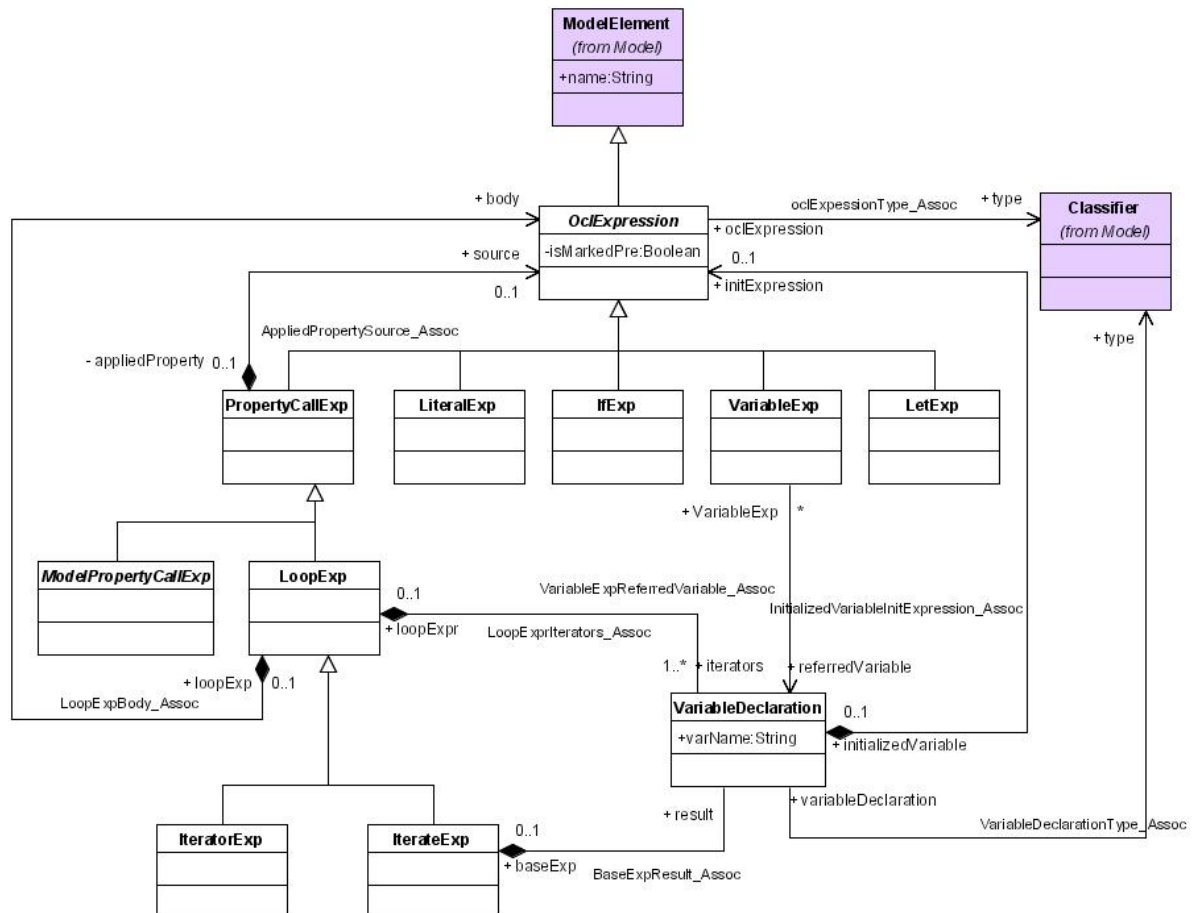 ModelElement
(from Model)
+name:String
+ body
oclExpessionType_Assoc
+ type
OclExpression
+ oclExpression
Classifier
(from Model)
-isMarkedPre:Boolean
+ source
0..1
0..1
+ initExpression
AppliedPropertySource_Assoc
+ type
- appliedProperty
0..1
PropertyCallExp
LiteralExp
IfExp
VariableExp
LetExp
+ VariableExp
*
ModelPropertyCallExp
LoopExp
0..1
+ loopExpr
VariableExpReferredVariable_Assoc
InitializedVariableInitExpression_Assoc
LoopExprIterators_Assoc
1..*
+ iterators
+ referredVariable
+ loopExp
0..1
LoopExpBody_Assoc
VariableDeclaration
0..1
+varName:String
+ initializedVariable
+ result
+ variableDeclaration
VariableDeclarationType_Assoc
IteratorExp
IterateExp
0..1
+ baseExp
BaseExpResult_Assoc